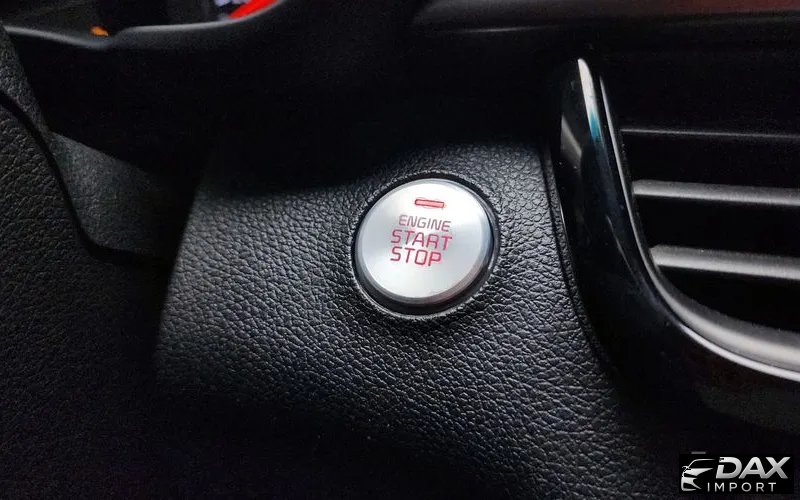 ENGINE
START
STOP
DAX
IMPORT